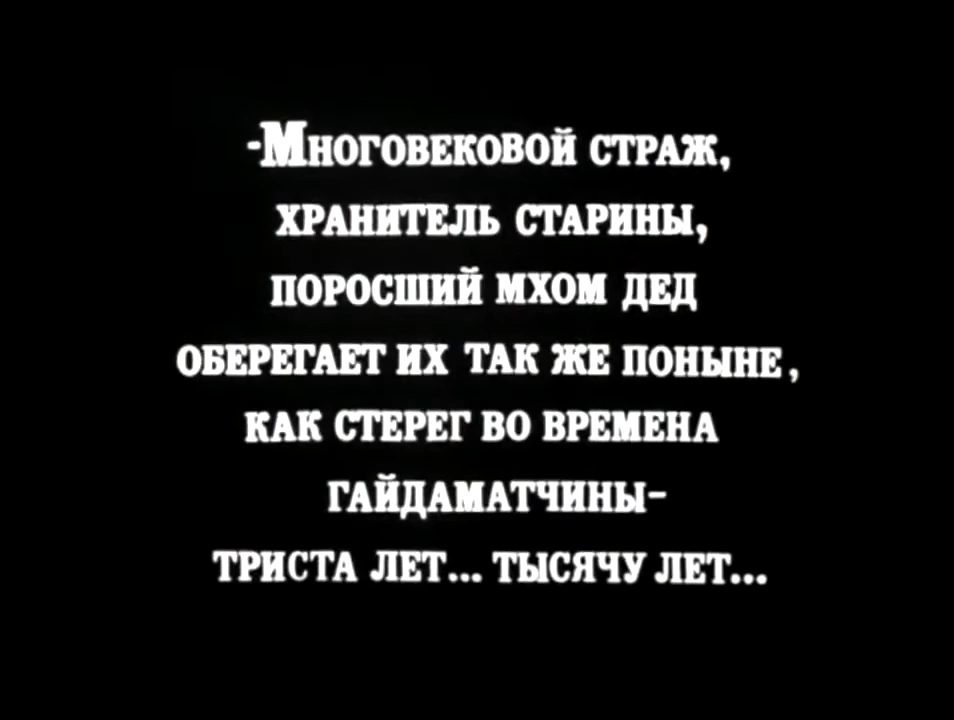 -Многовековой страж,
хранитель старины,
поросший мхом дед
оберегает их так же поныне,
как стерег во времена
гайдаматчины-
триста лет... тысячу лет...